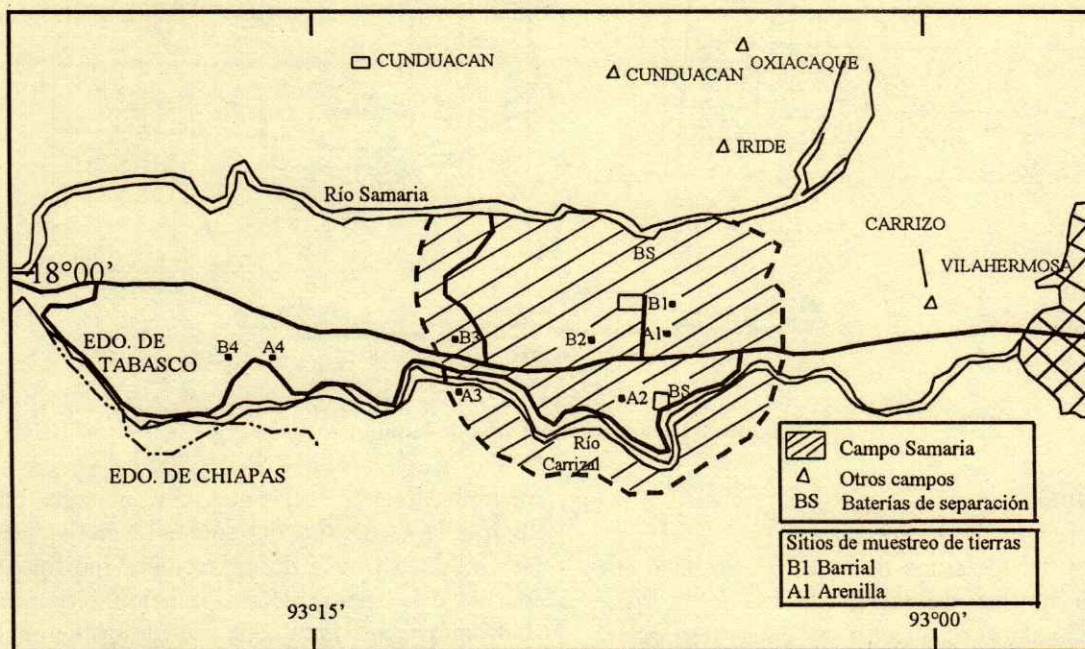 CUNDUACAN
CUNDUACAN
OXIACAQUE
IRIDE
Río Samaria
CARRIZO
BS
18°00’
VILAHERMOSA
B1
EDO. DE
TABASCO
B4
A4
B3
B2
A1
A3
A2
BS
Río
Carrizal
EDO. DE CHIAPAS
Campo Samaria
Otros campos
BS Baterías de separación
Sitios de muestreo de tierras
B1 Barrial
A1 Arenilla
93°15’
93°00’